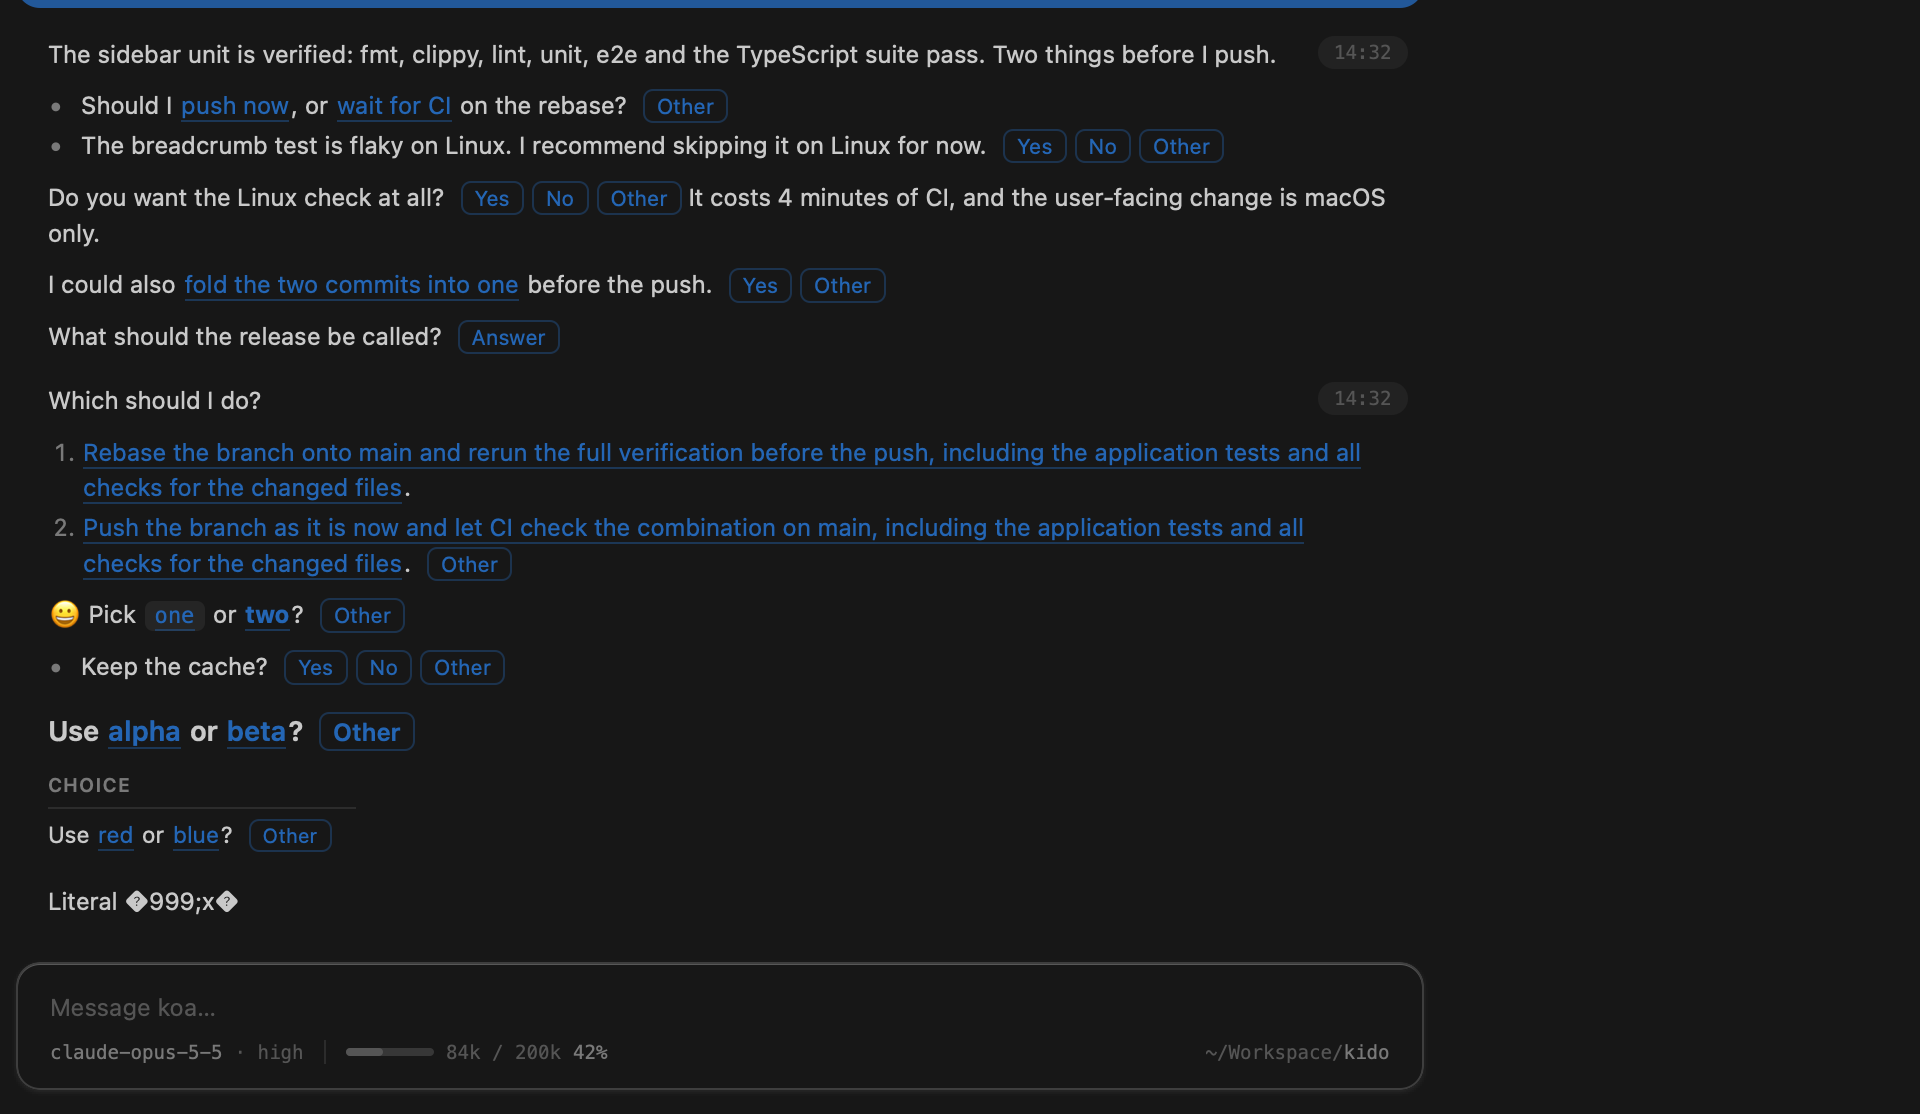 The sidebar unit is verified: fmt, clippy, lint, unit, e2e and the TypeScript suite pass. Two things before I push. 14:32
• Should I push now, or wait for CI on the rebase? Other
• The breadcrumb test is flaky on Linux. I recommend skipping it on Linux for now. Yes No Other
Do you want the Linux check at all? Yes No Other It costs 4 minutes of CI, and the user-facing change is macOS
only.
I could also fold the two commits into one before the push. Yes Other
What should the release be called? Answer
Which should I do? 14:32
1. Rebase the branch onto main and rerun the full verification before the push, including the application tests and all
checks for the changed files.
2. Push the branch as it is now and let CI check the combination on main, including the application tests and all
checks for the changed files. Other
😀 Pick one or two? Other
• Keep the cache? Yes No Other
Use alpha or beta? Other
CHOICE
Use red or blue? Other
Literal �999;x�
Message koa...
claude-opus-5-5 · high | 84k / 200k 42% ~/Workspace/kido